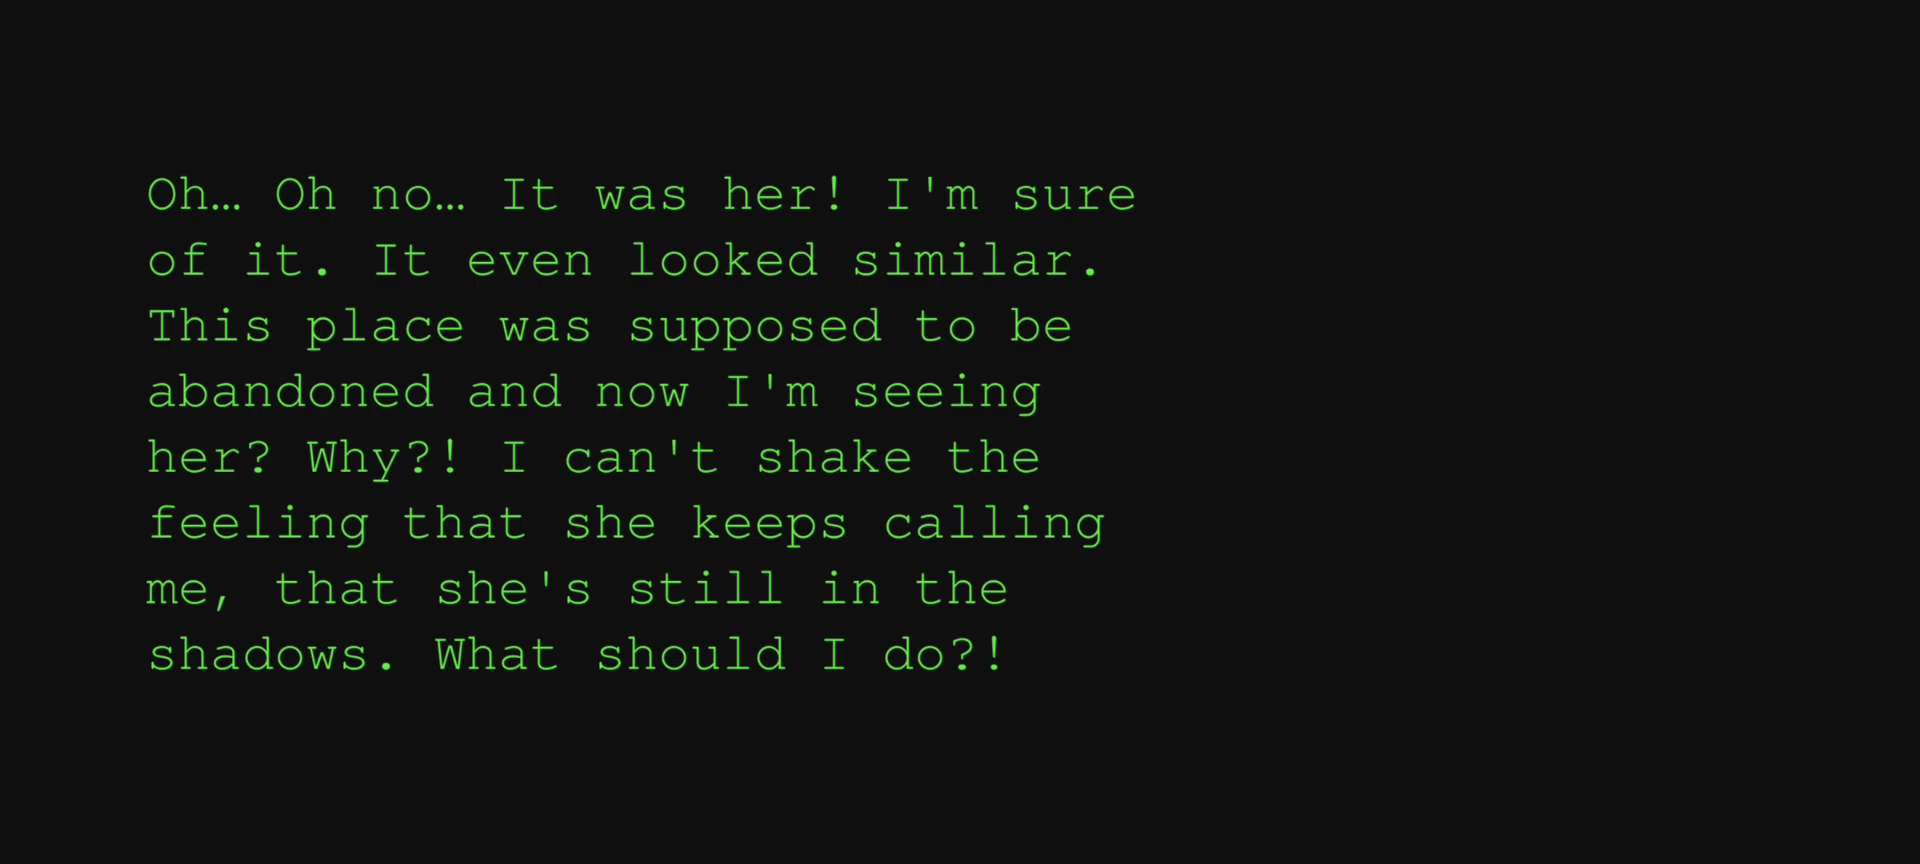 Oh… Oh no… It was her! I'm sure
of it. It even looked similar.
This place was supposed to be
abandoned and now I'm seeing
her? Why?! I can't shake the
feeling that she keeps calling
me, that she's still in the
shadows. What should I do?!